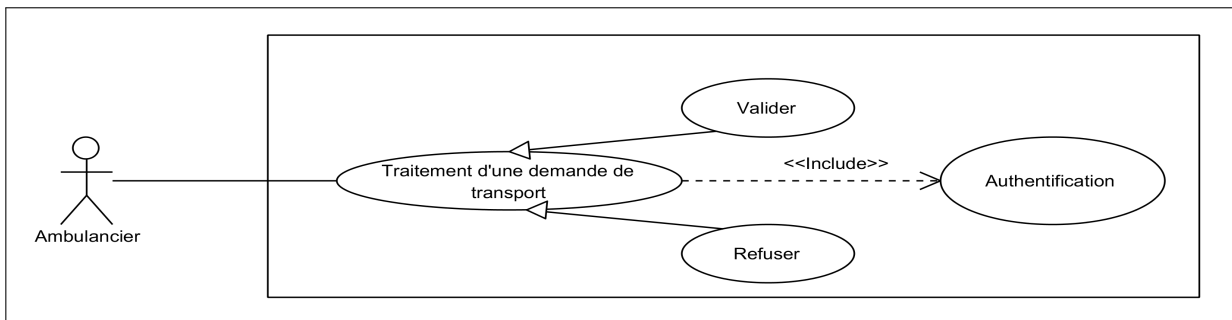 Valider
<<Include>>
Traitement d'une demande de
transport
Authentification
Ambulancier
Refuser